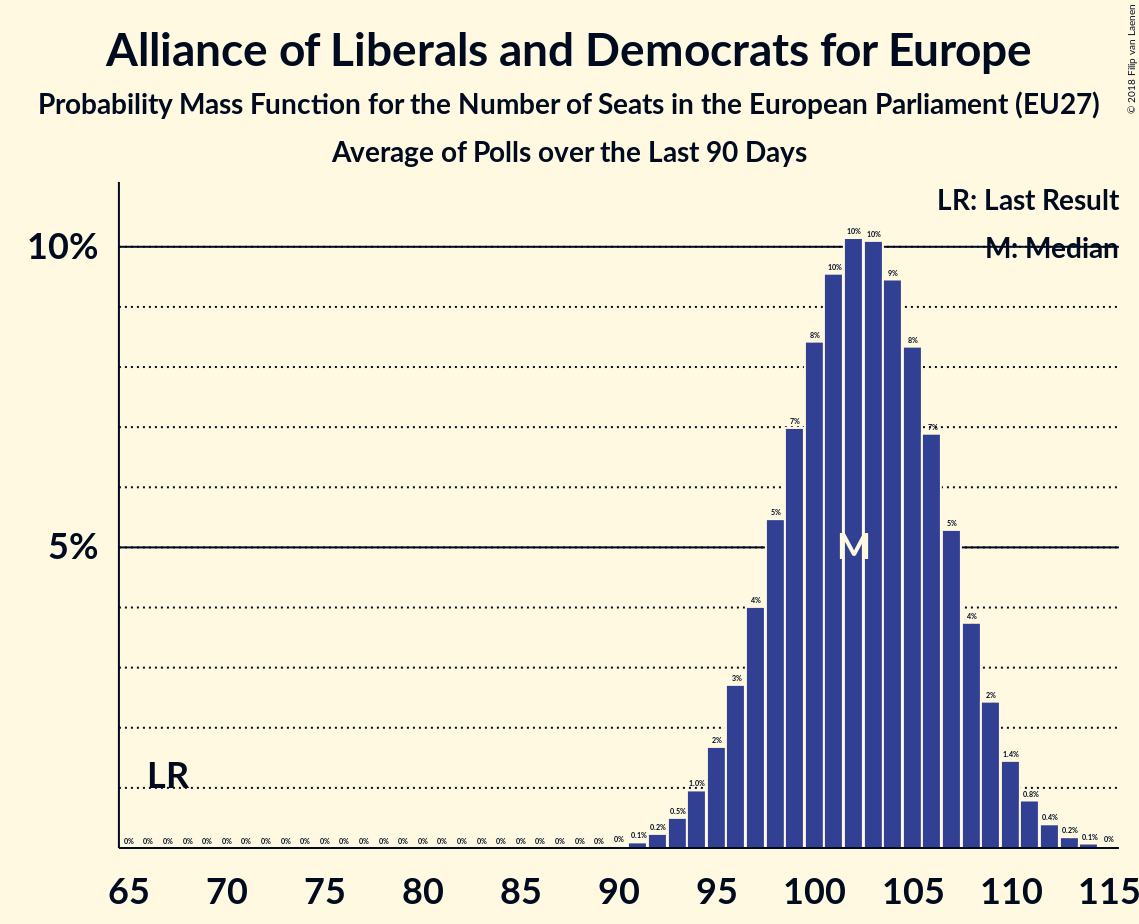 Alliance of Liberals and Democrats for Europe
Probability Mass Function for the Number of Seats in the European Parliament (EU27)
Average of Polls over the Last 90 Days
© 2018 Filip van Laenen
LR: Last Result
M: Median
10%
5%
LR
M
0% 0% 0% 0% 0% 0% 0% 0% 0% 0% 0% 0% 0% 0% 0% 0% 0% 0% 0% 0% 0% 0% 0% 0% 0% 0% 0.1% 0.2% 0.5% 1.0% 2% 3% 4% 5% 7% 8% 10% 10% 10% 9% 8% 7% 5% 4% 2% 1.4% 0.8% 0.4% 0.2% 0.1% 0%
65 70 75 80 85 90 95 100 105 110 115